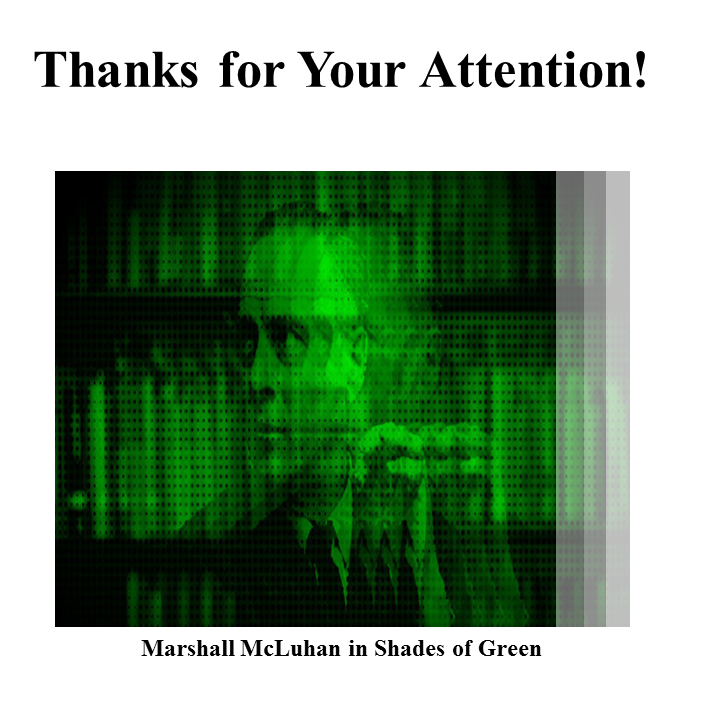 Thanks for Your Attention!
Marshall McLuhan in Shades of Green